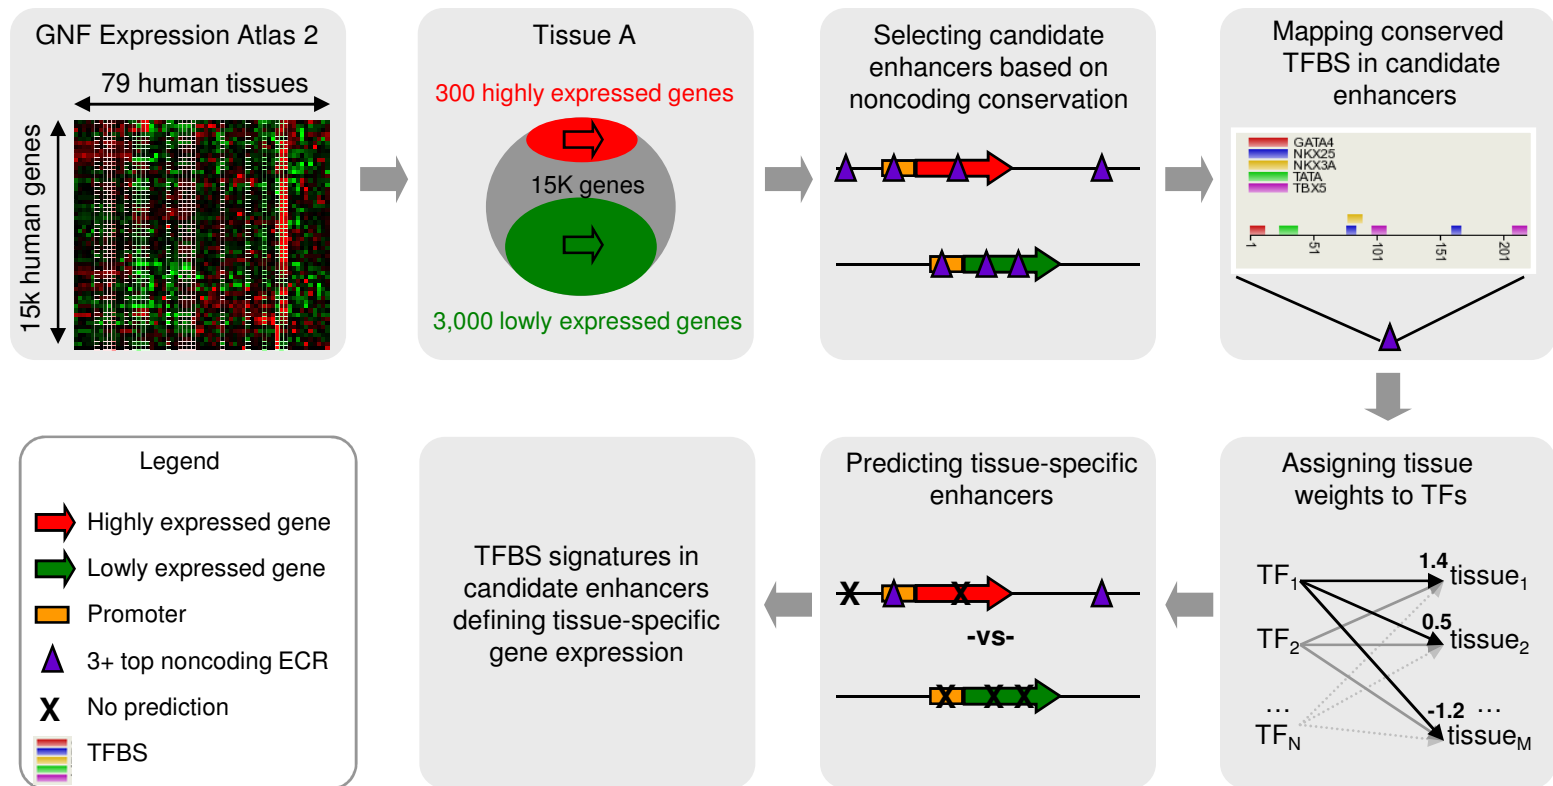 GNF Expression Atlas 2
79 human tissues
15k human genes
Tissue A
300 highly expressed genes
15K genes
3,000 lowly expressed genes
Selecting candidate
enhancers based on
noncoding conservation
Mapping conserved
TFBS in candidate
enhancers
GATA4
NKX25
NKX3A
TATA
TBX5
1
51
101
151
201
Assigning tissue
weights to TFs
TF1
TF2
...
TFN
1.4
0.5
-1.2
tissue1
tissue2
...
tissueM
Predicting tissue-specific
enhancers
X
X
-vs-
X
X
X
TFBS signatures in
candidate enhancers
defining tissue-specific
gene expression
Legend
Highly expressed gene
Lowly expressed gene
Promoter
3+ top noncoding ECR
X No prediction
TFBS